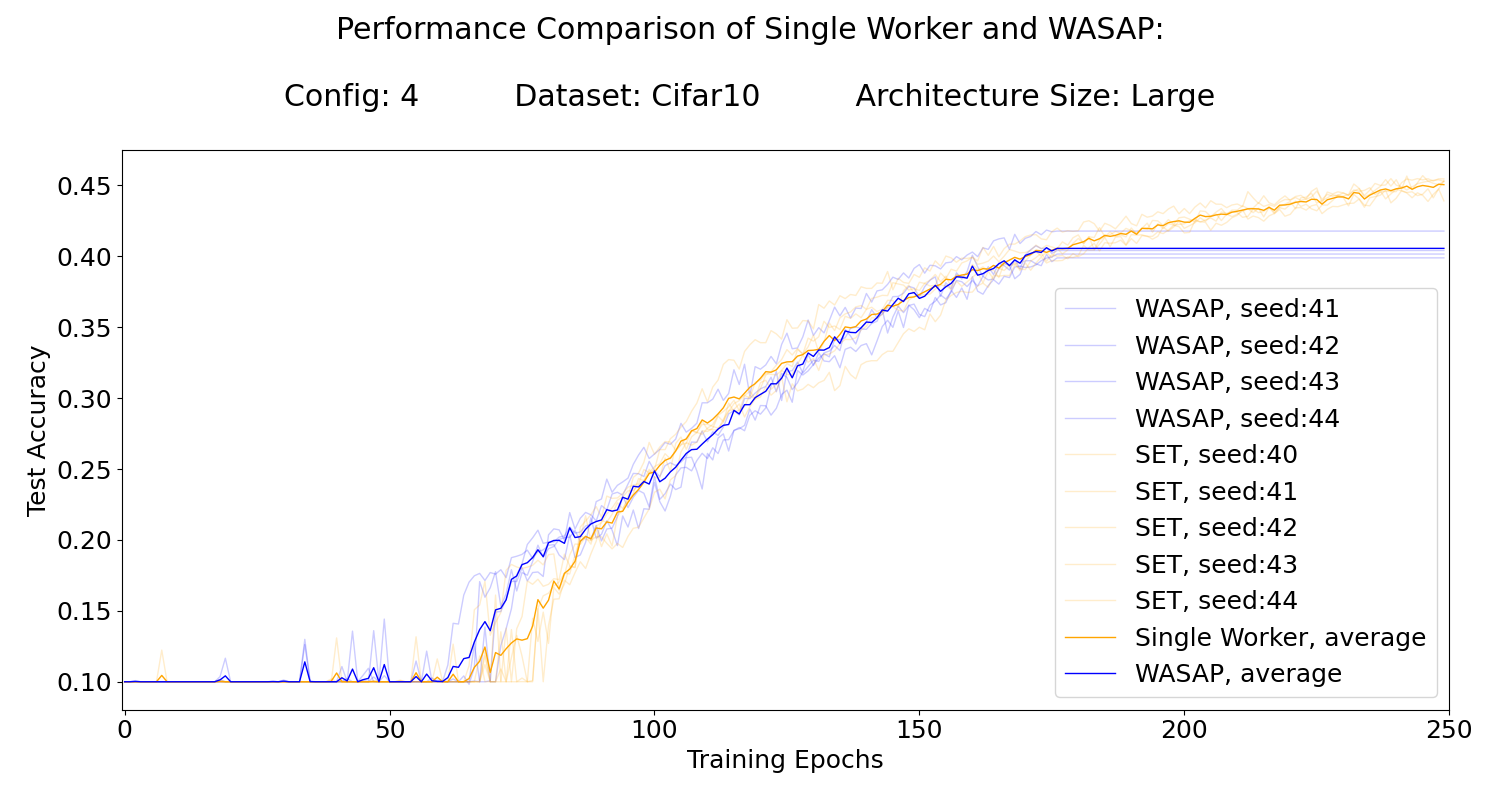 Performance Comparison of Single Worker and WASAP:
Config: 4 Dataset: Cifar10 Architecture Size: Large
0.45
0.40
0.35
0.30
0.25
0.20
0.15
0.10
Test Accuracy
WASAP, seed:41
WASAP, seed:42
WASAP, seed:43
WASAP, seed:44
SET, seed:40
SET, seed:41
SET, seed:42
SET, seed:43
SET, seed:44
Single Worker, average
WASAP, average
0 50 100 150 200 250
Training Epochs